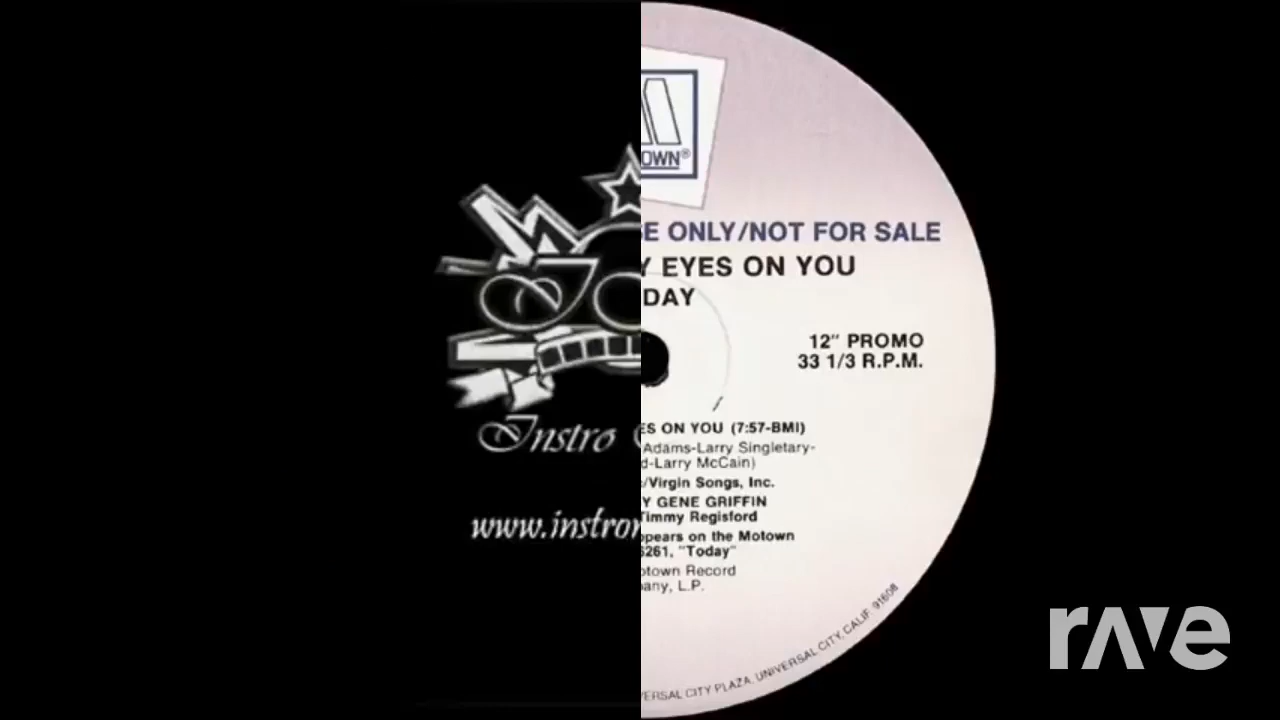 OWN®
E ONLY/NOT FOR SALE
Y EYES ON YOU
DAY
12" PROMO
33 1/3 R.P.M.
ES ON YOU (7:57-BMI)
Adams-Larry Singletary-
d-Larry McCain)
/Virgin Songs, Inc.
Y GENE GRIFFIN
Timmy Regisford
ppears on the Motown
6261, "Today"
otown Record
any, L.P.
ERSAL CITY PLAZA, UNIVERSAL CITY, CALIF. 91608
Instro
www.instro
rave